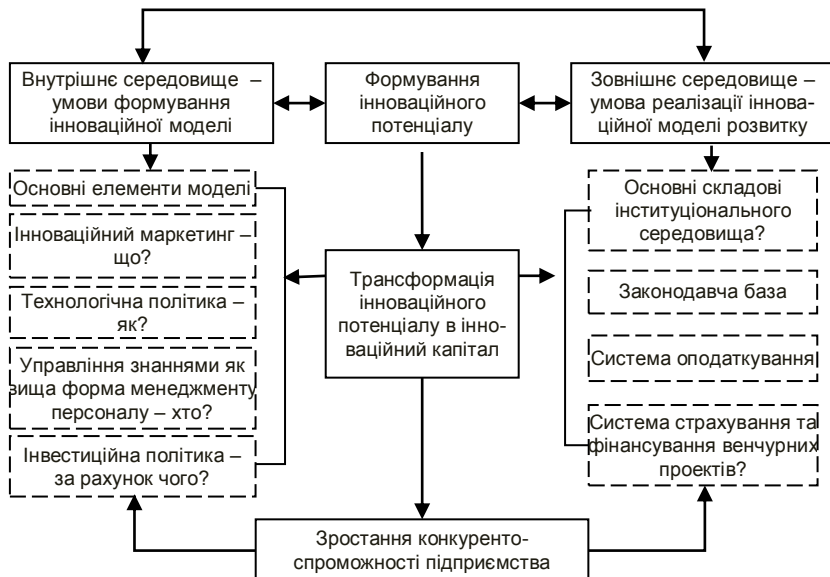 Внутрішнє середовище –
умови формування
інноваційної моделі
Формування
інноваційного
потенціалу
Зовнішнє середовище –
умова реалізації іннова-
ційної моделі розвитку
Основні елементи моделі
Інноваційний маркетинг –
що?
Технологічна політика –
як?
Управління знаннями як
вища форма менеджменту
персоналу – хто?
Інвестиційна політика –
за рахунок чого?
Трансформація
інноваційного
потенціалу в інно-
ваційний капітал
Основні складові
інституціонального
середовища?
Законодавча база
Система оподаткування
Система страхування та
фінансування венчурних
проектів?
Зростання конкуренто-
спроможності підприємства